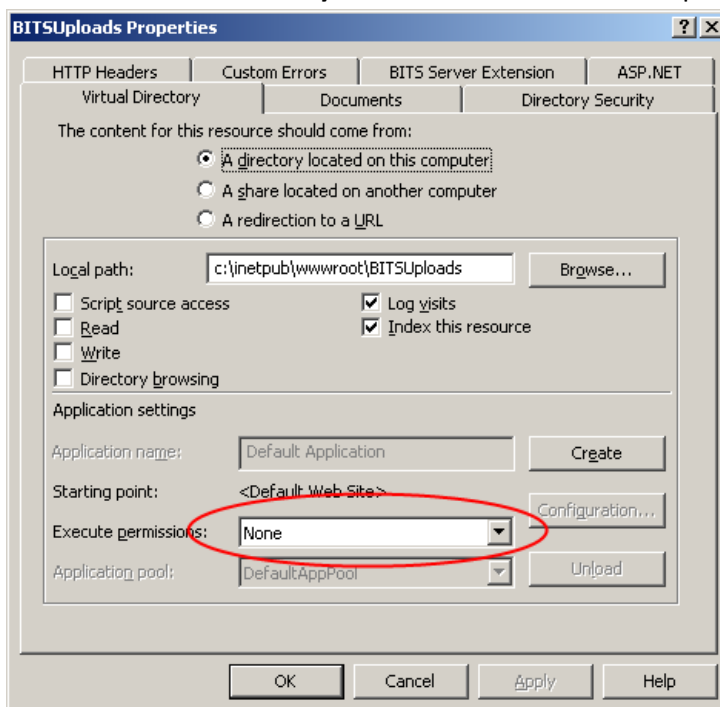 BITSUploads Properties ? X
HTTP Headers Custom Errors BITS Server Extension ASP.NET
Virtual Directory Documents Directory Security
The content for this resource should come from:
A directory located on this computer
A share located on another computer
A redirection to a URL
Local path: c:\inetpub\wwwroot\BITSUploads Browse...
Script source access Log visits
Read Index this resource
Write
Directory browsing
Application settings
Application name: Default Application Create
Starting point: <Default Web Site>
Configuration...
Execute permissions: None
Application pool: DefaultAppPool Unload
OK Cancel Apply Help